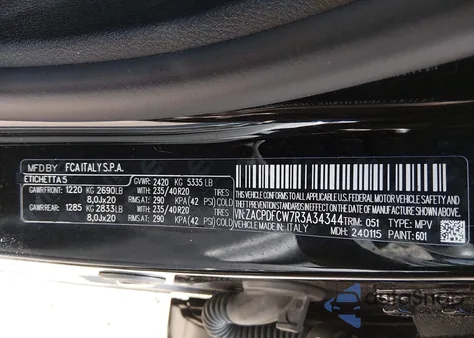 MFD BY FCA ITALY S.P.A.
ETICHETTA 5 GVWR: 2420 KG 5335 LB
GAWR FRONT: 1220 KG 2690LB WITH 235/40R20 TIRES
8,0Jx20 RIMS AT: 290 KPA(42 PSI) COLD
GAWR REAR: 1285 KG 2833LB WITH 235/40R20 TIRES
8,0Jx20 RIMS AT: 290 KPA(42 PSI) COLD
THIS VEHICLE CONFORMS TO ALL APPLICABLE U.S.A. FEDERAL MOTOR VEHICLE SAFETY,
BUMPER AND THEFT PREVENTION STANDARDS IN EFFECT ON THE DATE OF MANUFACTURE SHOWN ABOVE
VIN: ZACPDFCW7R3A34344 TRIM: 051 TYPE: MPV
VEHICLE MADE IN: ITALY MDH: 240115 PAINT: 601
dataSnap